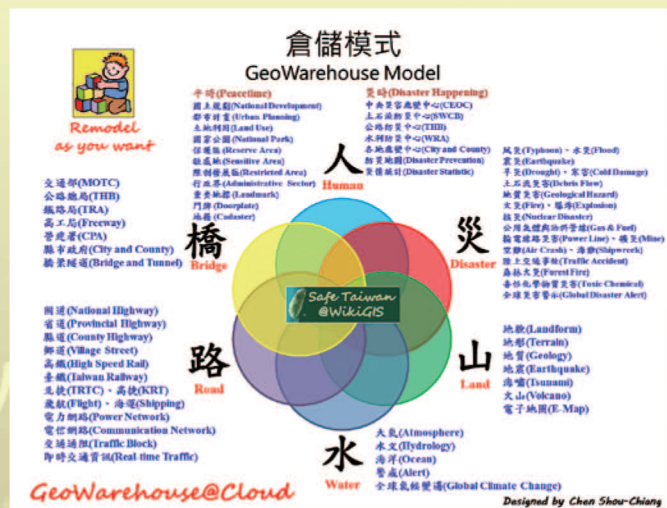 倉儲模式
GeoWarehouse Model
Remodel
as you want
平時(Peacetime)
國土規劃(National Development)
都市計畫(Urban Planning)
土地利用(Land Use)
國家公園(National Park)
保護區(Reserve Area)
敏感地(Sensitive Area)
限制發展區(Restricted Area)
行政界(Administrative Sector)
重要地標(Landmark)
門牌(Doorplate)
地籍(Cadaster)
災時(Disaster Happening)
中央災害應變中心(CEOC)
土石流防災中心(SWCB)
公路防災中心(THB)
水利防災中心(WRA)
各地應變中心(City and County)
防災地圖(Disaster Prevention)
災情統計(Disaster Statistic)
人
Human
交通部(MOTC)
公路總局(THB)
鐵路局(TRA)
高工局(Freeway)
營建署(CPA)
縣市政府(City and County)
橋梁隧道(Bridge and Tunnel)
橋
Bridge
風災(Typhoon)、水災(Flood)
震災(Earthquake)
旱災(Drought)、寒害(Cold Damage)
土石流災害(Debris Flow)
地質災害(Geological Hazard)
火災(Fire)、爆炸(Explosion)
核災(Nuclear Disaster)
公用氣體與油料管線(Gas & Fuel)
輸電線路災害(Power Line)、礦災(Mine)
空難(Air Crash)、海難(Shipwreck)
陸上交通事故(Traffic Accident)
森林大災(Forest Fire)
毒性化學物質災害(Toxic Chemical)
全球災害警示(Global Disaster Alert)
災
Disaster
Safe Taiwan
@WikiGIS
國道(National Highway)
省道(Provincial Highway)
縣道(County Highway)
鄉道(Village Street)
高鐵(High Speed Rail)
臺鐵(Taiwan Railway)
北捷(TRTC)、高捷(KRT)
飛航(Flight)、海運(Shipping)
電力網路(Power Network)
電信網路(Communication Network)
交通通阻(Traffic Block)
即時交通資訊(Real-time Traffic)
路
Road
山
Land
地貌(Landform)
地形(Terrain)
地質(Geology)
地震(Earthquake)
海嘯(Tsunami)
火山(Volcano)
電子地圖(E-Map)
水
Water
大氣(Atmosphere)
水文(Hydrology)
海洋(Ocean)
警戒(Alert)
全球氣候變遷(Global Climate Change)
GeoWarehouse@Cloud
Designed by Chen Shou-Chiang